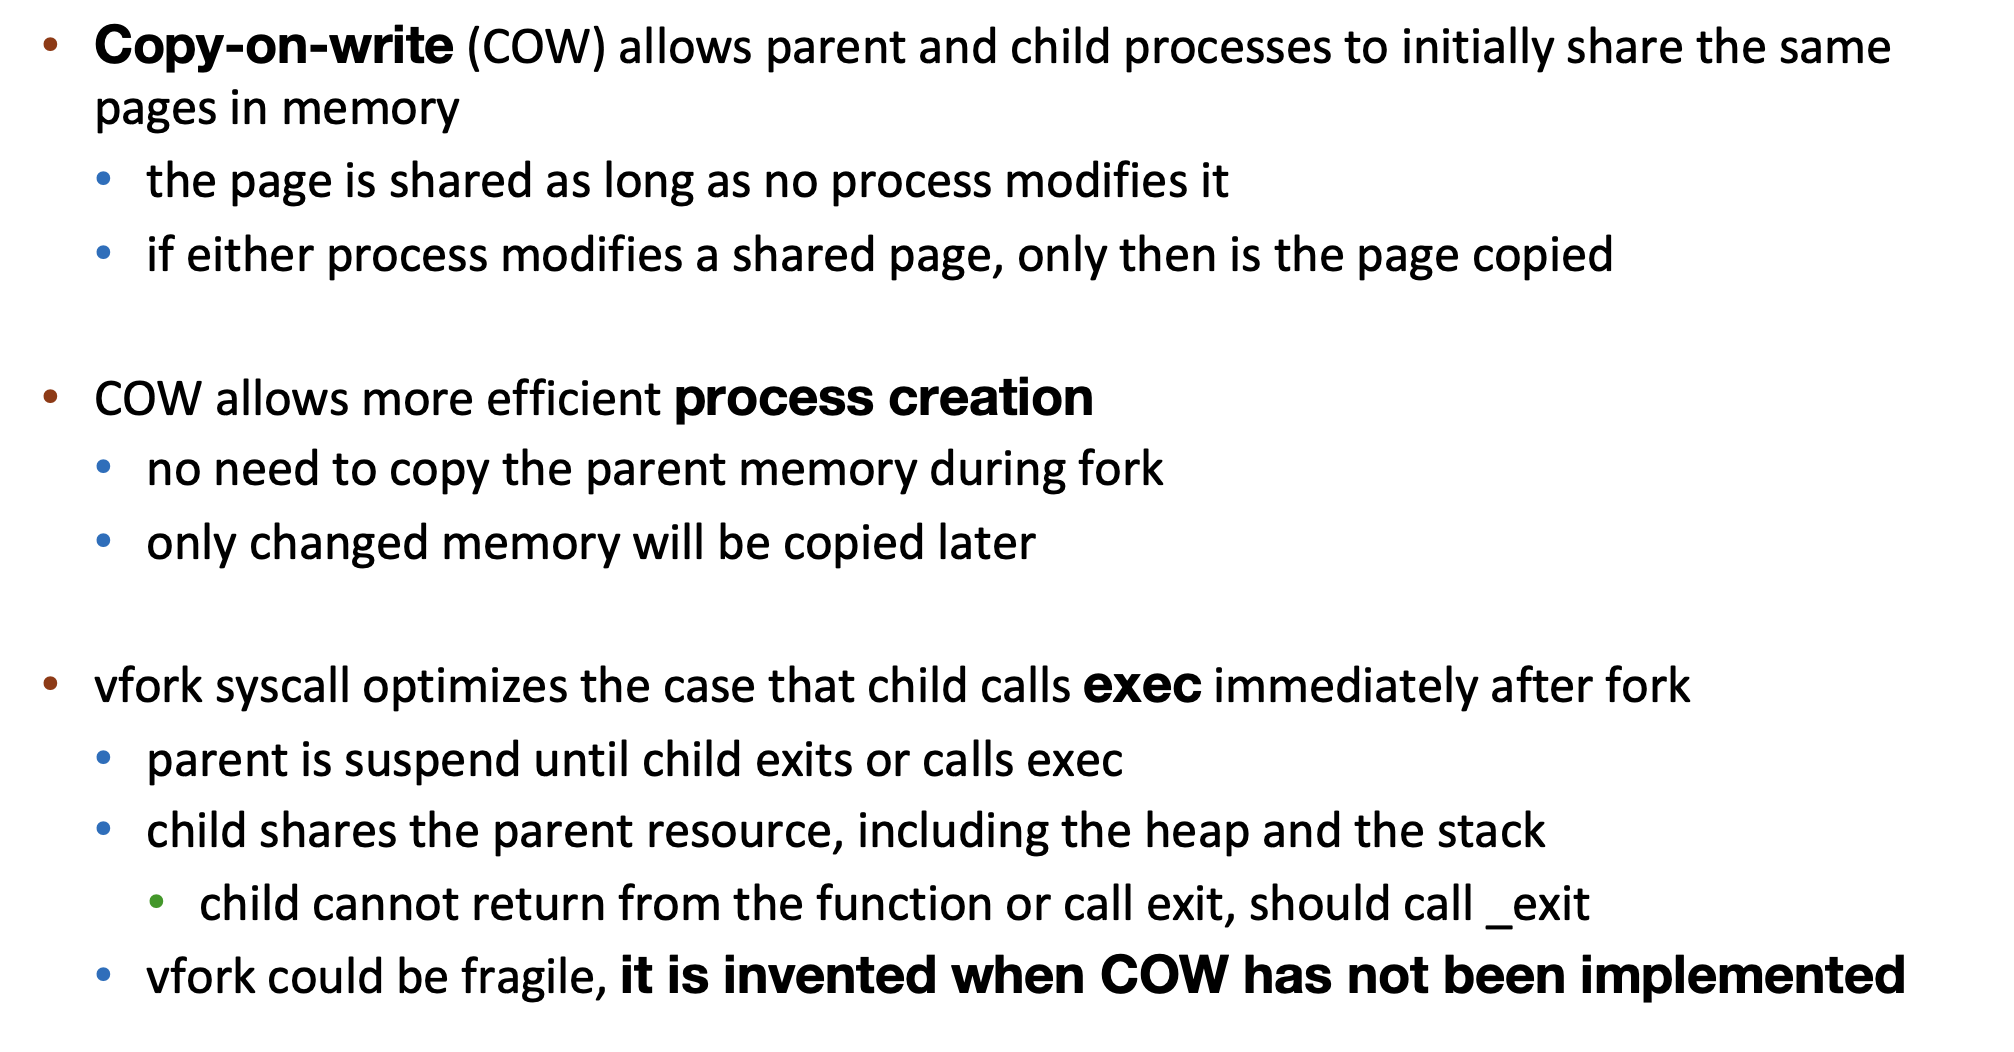 • Copy-on-write (COW) allows parent and child processes to initially share the same
pages in memory
• the page is shared as long as no process modifies it
• if either process modifies a shared page, only then is the page copied
• COW allows more efficient process creation
• no need to copy the parent memory during fork
• only changed memory will be copied later
• vfork syscall optimizes the case that child calls exec immediately after fork
• parent is suspend until child exits or calls exec
• child shares the parent resource, including the heap and the stack
• child cannot return from the function or call exit, should call _exit
• vfork could be fragile, it is invented when COW has not been implemented